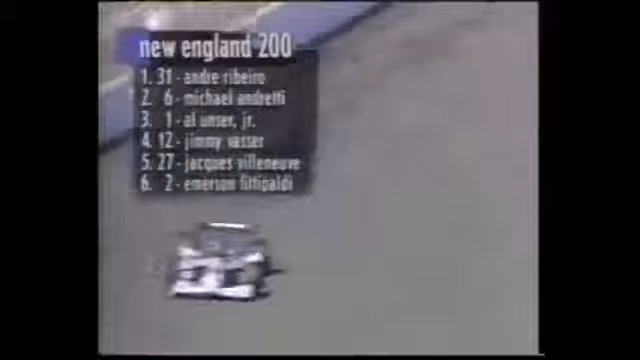 new england 200
1. 31 - andre ribeiro
2. 6 - michael andretti
3. 1 - al unser, jr.
4. 12 - jimmy vasser
5. 27 - jacques villeneuve
6. 2 - emerson fittipaldi